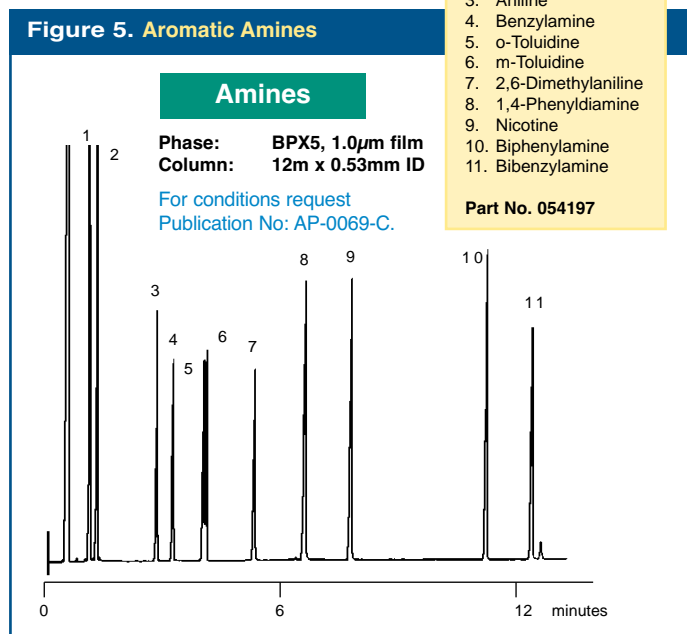 Figure 5. Aromatic Amines
3. Aniline
4. Benzylamine
5. o-Toluidine
6. m-Toluidine
7. 2,6-Dimethylaniline
8. 1,4-Phenyldiamine
9. Nicotine
10. Biphenylamine
11. Bibenzylamine
Part No. 054197
Amines
Phase: BPX5, 1.0µm film
Column: 12m x 0.53mm ID
For conditions request
Publication No: AP-0069-C.
1
2
3
4
5
6
7
8
9
10
11
0 6 12 minutes